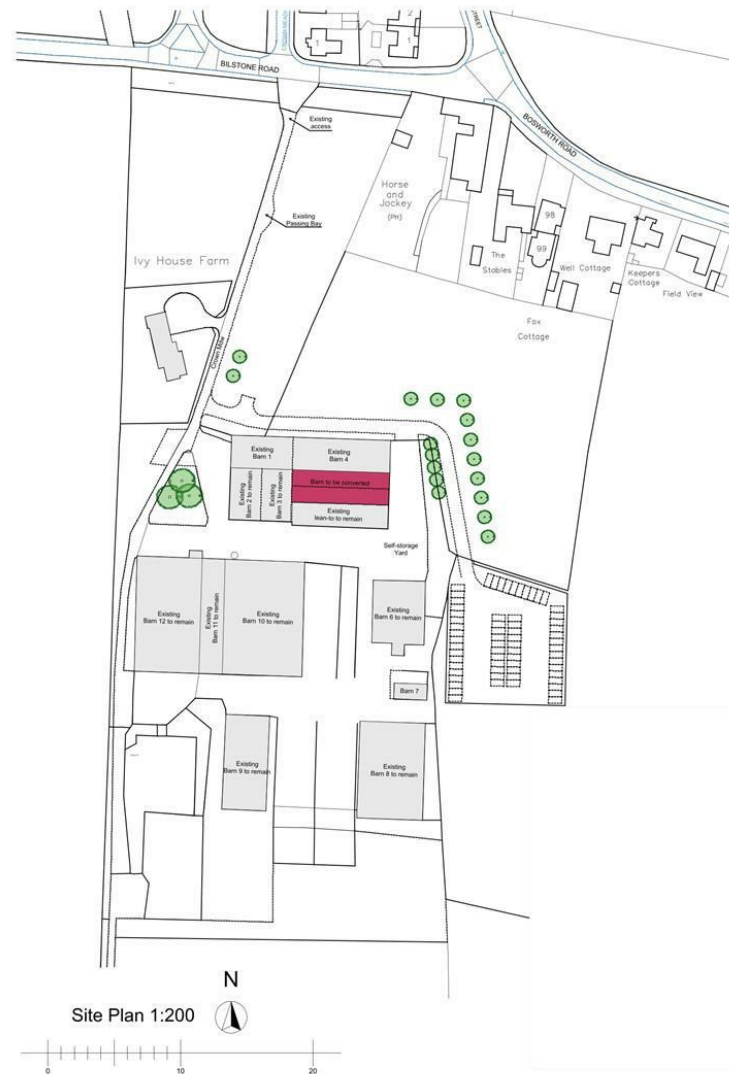 1
2
1
STREET
BILSTONE ROAD
BOSWORTH ROAD
Existing
access
Existing
Passing Bay
Horse
and
Jockey
(PH)
98
99
The
Stables
Well Cottage
Keepers
Cottage
Field View
Fox
Cottage
Ivy House Farm
Existing
Barn 1
Existing
Barn 4
Existing
Barn 2 to remain
Existing
Barn 3 to remain
Barn to be converted
Existing
lean-to to remain
Self-storage
Yard
Existing
Barn 12 to remain
Existing
Barn 11 to remain
Existing
Barn 10 to remain
Existing
Barn 6 to remain
Barn 7
Existing
Barn 9 to remain
Existing
Barn 8 to remain
N
Site Plan 1:200
0
10
20